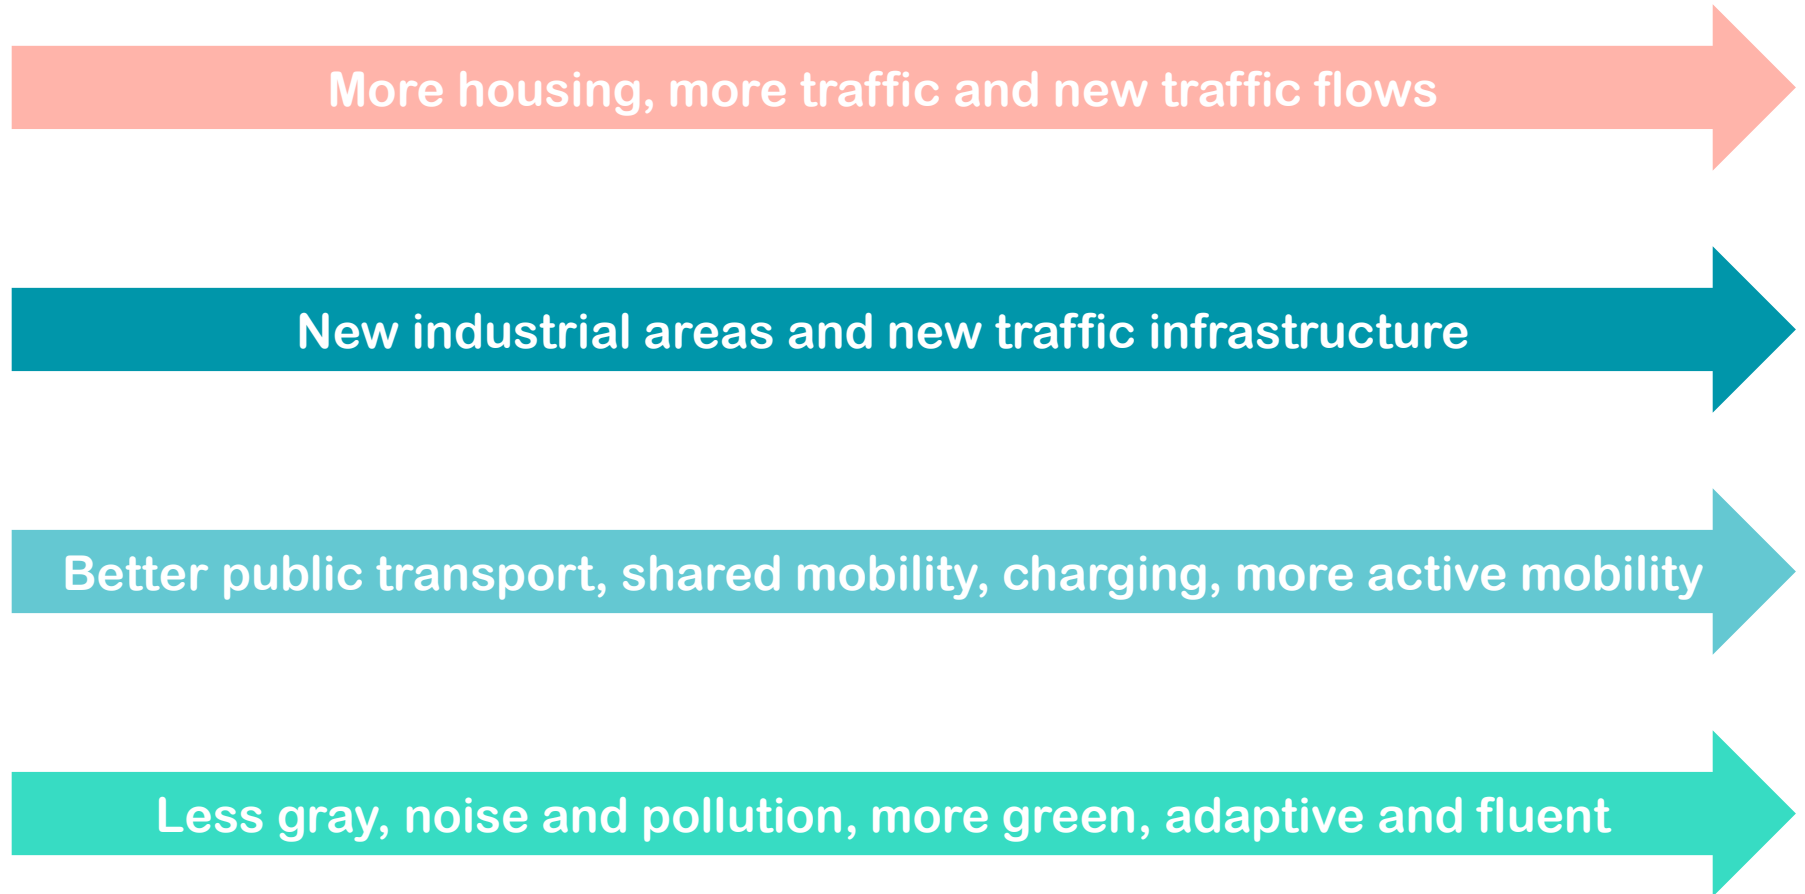 More housing, more traffic and new traffic flows
New industrial areas and new traffic infrastructure
Better public transport, shared mobility, charging, more active mobility
Less gray, noise and pollution, more green, adaptive and fluent